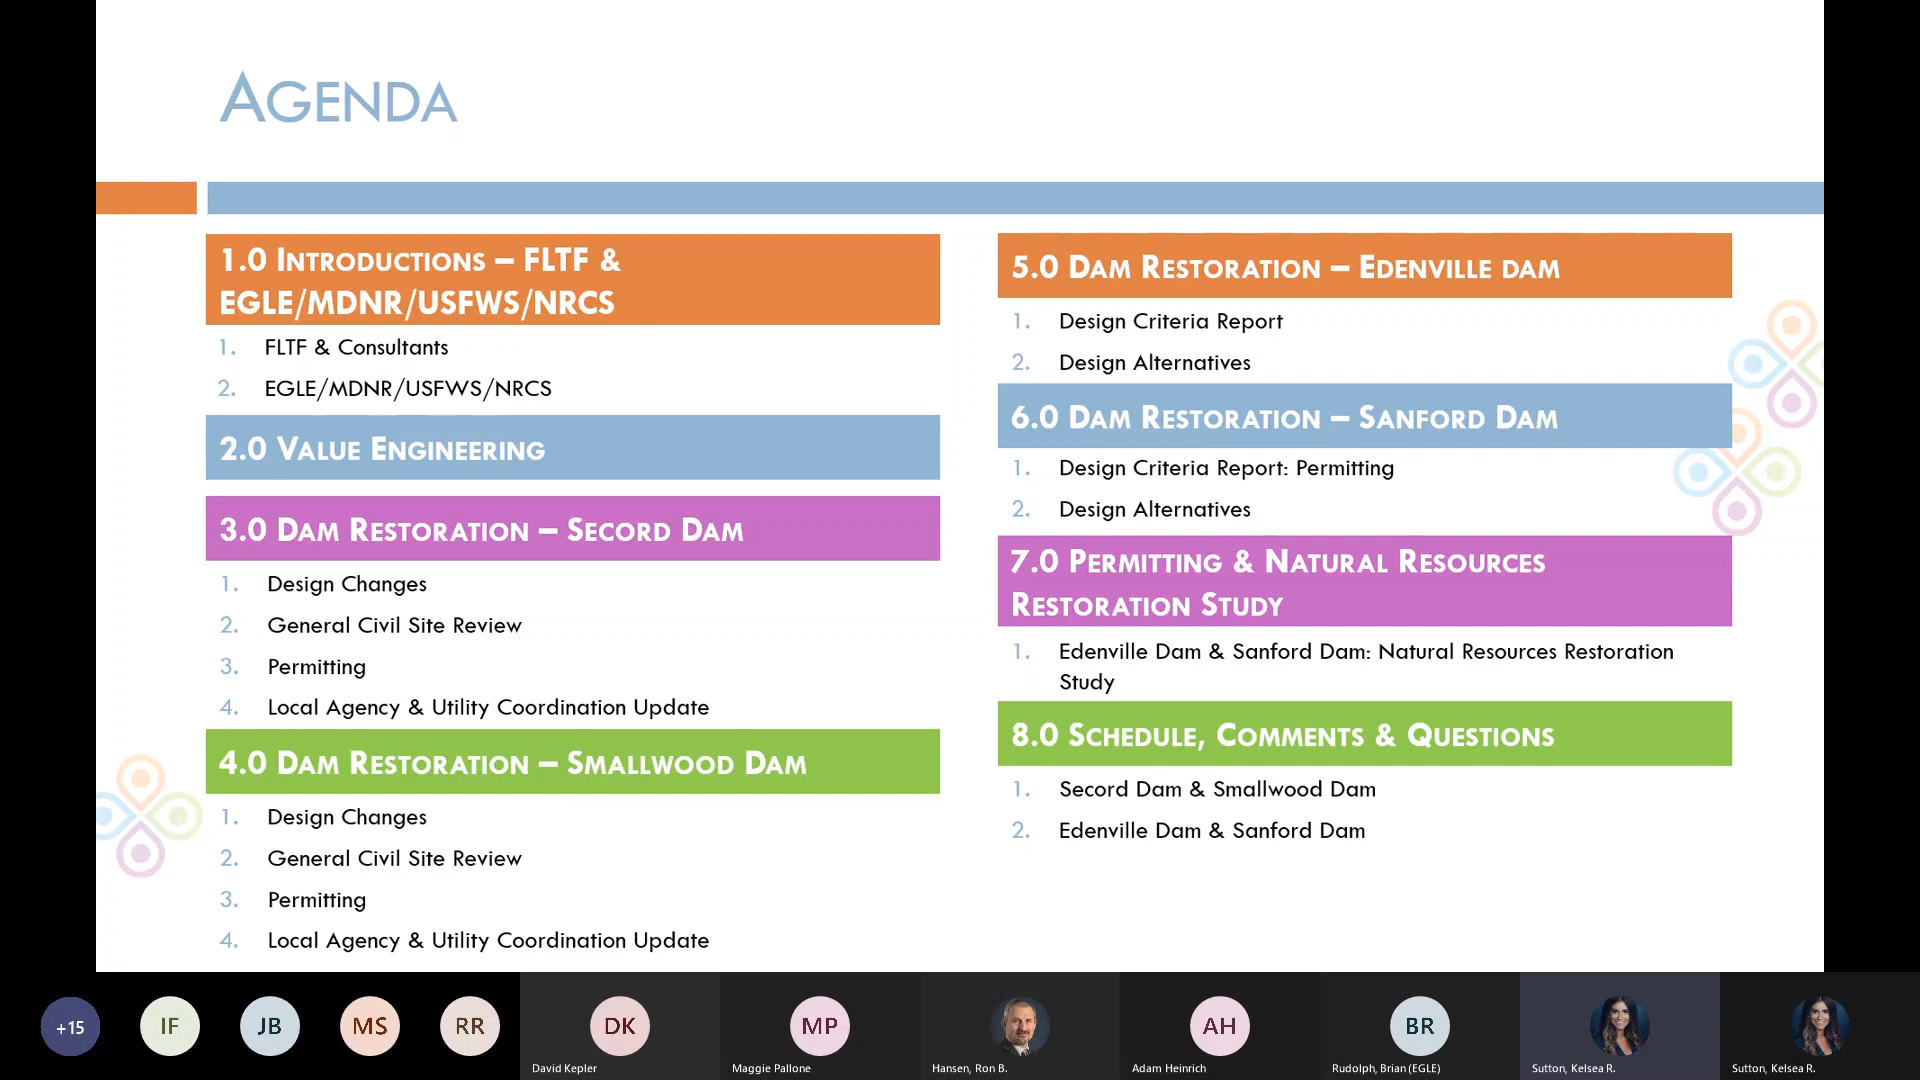 AGENDA
1.0 INTRODUCTIONS – FLTF &
EGLE/MDNR/USFWS/NRCS
1. FLTF & Consultants
2. EGLE/MDNR/USFWS/NRCS
2.0 VALUE ENGINEERING
3.0 DAM RESTORATION – SECORD DAM
1. Design Changes
2. General Civil Site Review
3. Permitting
4. Local Agency & Utility Coordination Update
4.0 DAM RESTORATION – SMALLWOOD DAM
1. Design Changes
2. General Civil Site Review
3. Permitting
4. Local Agency & Utility Coordination Update
5.0 DAM RESTORATION – EDENVILLE DAM
1. Design Criteria Report
2. Design Alternatives
6.0 DAM RESTORATION – SANFORD DAM
1. Design Criteria Report: Permitting
2. Design Alternatives
7.0 PERMITTING & NATURAL RESOURCES
RESTORATION STUDY
1. Edenville Dam & Sanford Dam: Natural Resources Restoration
Study
8.0 SCHEDULE, COMMENTS & QUESTIONS
1. Secord Dam & Smallwood Dam
2. Edenville Dam & Sanford Dam
+15 IF JB MS RR DK MP AH BR
David Kepler Maggie Pallone Hansen, Ron B. Adam Heinrich Rudolph, Brian (EGLE) Sutton, Kelsea R. Sutton, Kelsea R.